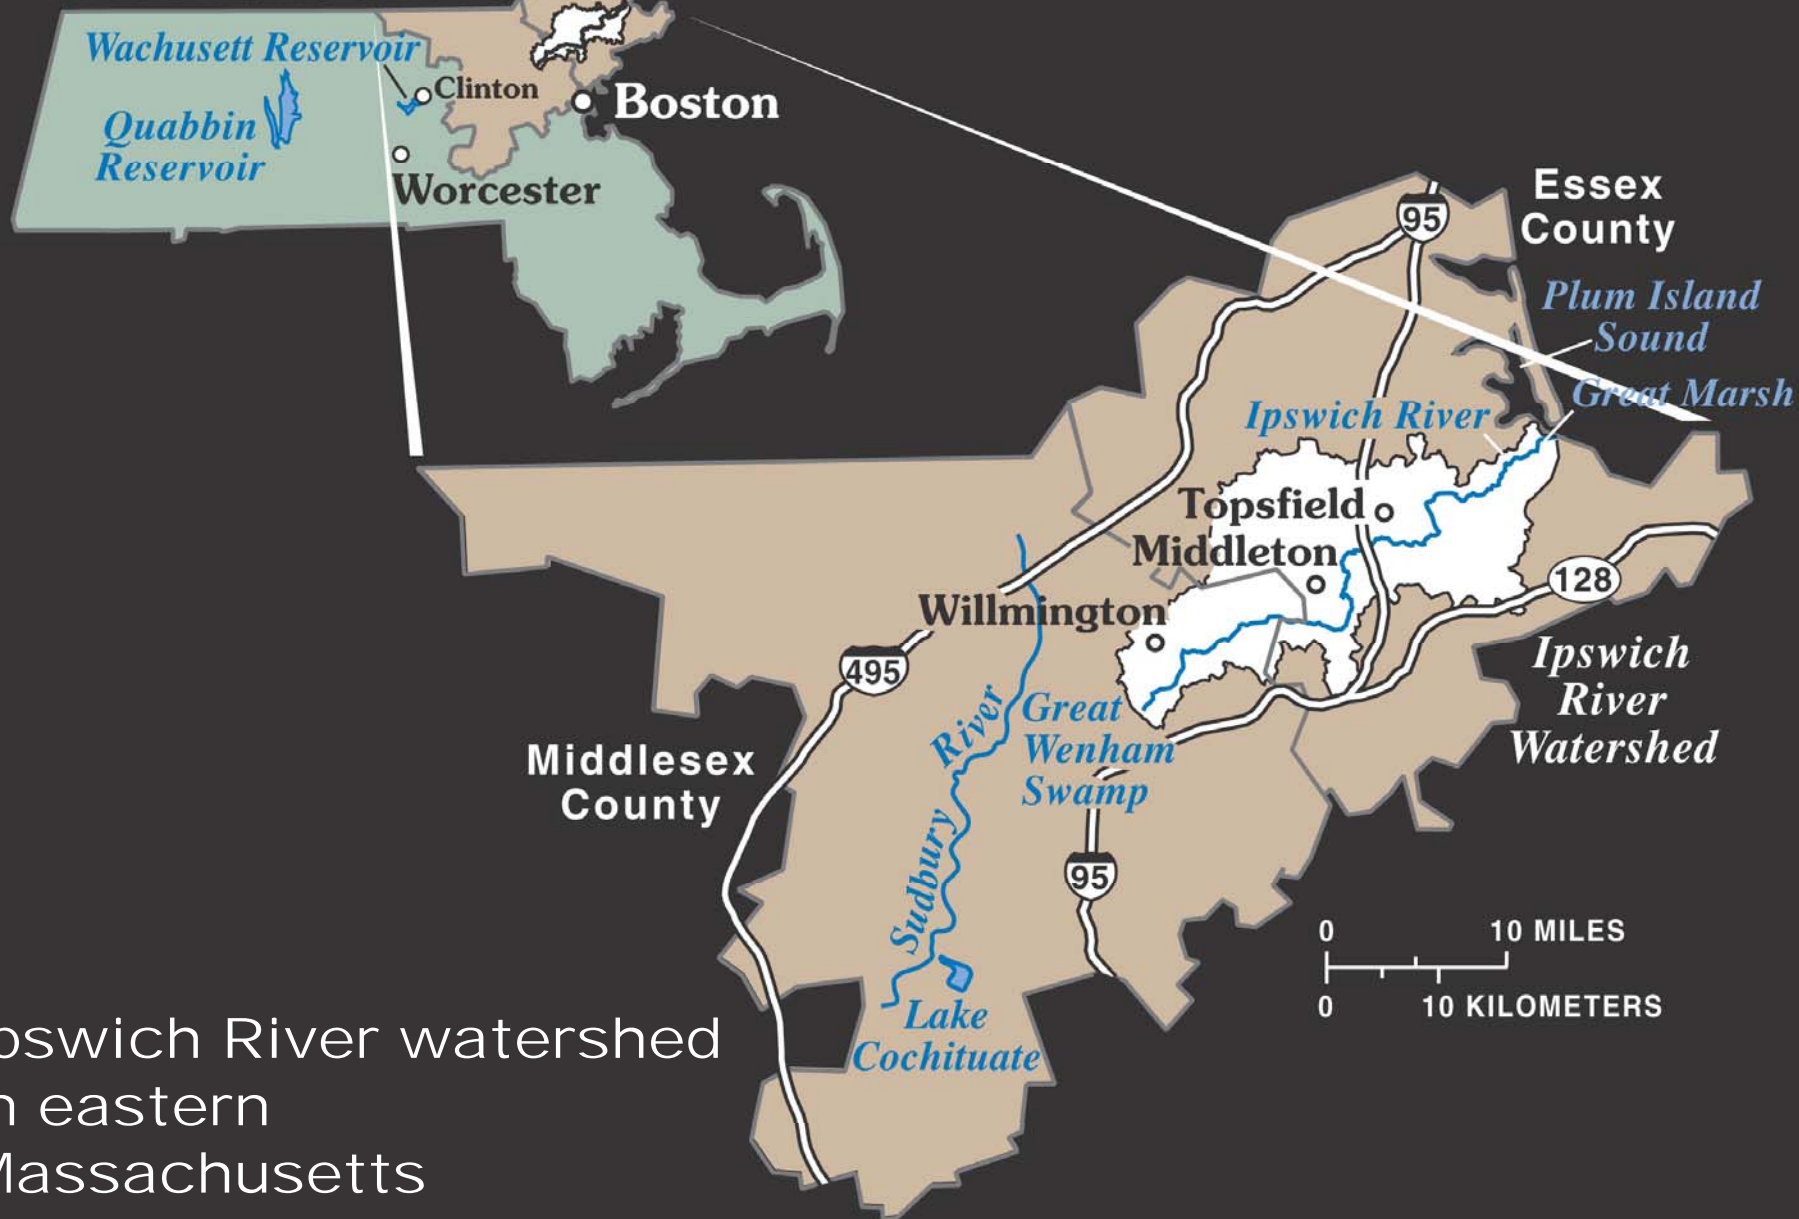 Wachusett Reservoir
Clinton
Boston
Quabbin
Reservoir
Worcester
Essex
County
95
Plum Island
Sound
Great Marsh
Ipswich River
Topsfield
Middleton
128
Willmington
495
Ipswich
River
Watershed
Great
Wenham
Swamp
Sudbury River
Middlesex
County
95
0 10 MILES
0 10 KILOMETERS
Lake
Cochituate
pswich River watershed
n eastern
Massachusetts